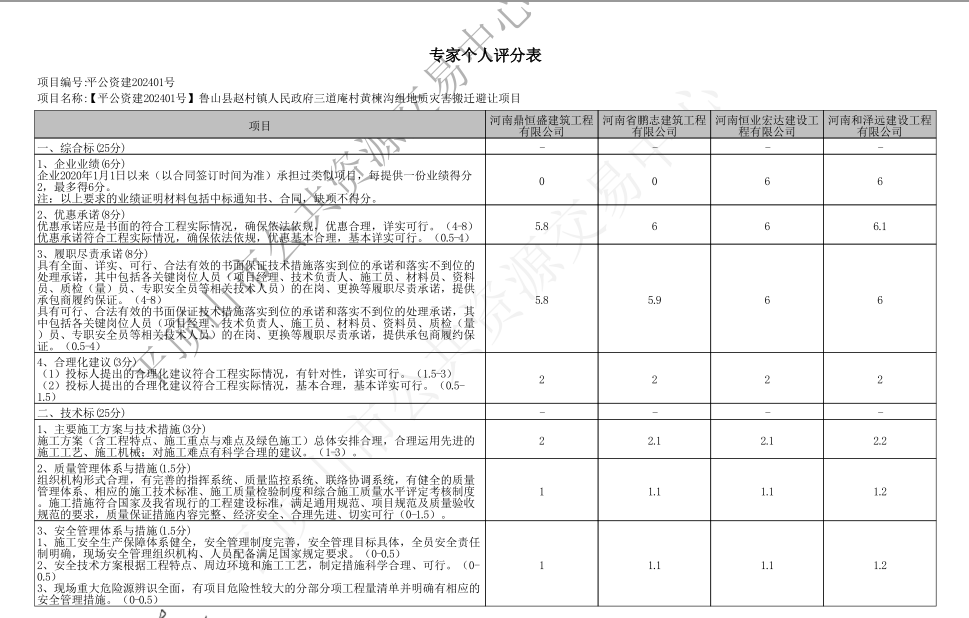 专家个人评分表
项目编号:平公资建202401号
项目名称:【平公资建202401号】鲁山县赵村镇人民政府三道庵村黄楝沟组地质灾害搬迁避让项目
项目 河南鼎恒盛建筑工程有限公司 河南省鹏志建筑工程有限公司 河南恒业宏达建设工程有限公司 河南和泽远建设工程有限公司
一、综合标(25分) - - - -
1、企业业绩(6分)
企业2020年1月1日以来（以合同签订时间为准）承担过类似项目，每提供一份业绩得分
2，最多得6分。
注：以上要求的业绩证明材料包括中标通知书、合同，缺项不得分。
0 0 6 6
2、优惠承诺(8分)
优惠承诺应是书面的符合工程实际情况，确保依法依规，优惠合理，详实可行。（4-8）
优惠承诺符合工程实际情况，确保依法依规，优惠基本合理，基本详实可行。（0.5-4）
5.8 6 6 6.1
3、履职尽责承诺(8分)
具有全面、详实、可行、合法有效的书面保证技术措施落实到位的承诺和落实不到位的
处理承诺，其中包括各关键岗位人员（项目经理、技术负责人、施工员、材料员、资料
员、质检（量）员、专职安全员等相关技术人员）的在岗、更换等履职尽责承诺，提供
承包商履约保证。（4-8）
具有可行、合法有效的书面保证技术措施落实到位的承诺和落实不到位的处理承诺，其
中包括各关键岗位人员（项目经理、技术负责人、施工员、材料员、资料员、质检（量
）员、专职安全员等相关技术人员）的在岗、更换等履职尽责承诺，提供承包商履约保
证。（0.5-4）
5.8 5.9 6 6
4、合理化建议(3分)
（1）投标人提出的合理化建议符合工程实际情况，有针对性，详实可行。（1.5-3）
（2）投标人提出的合理化建议符合工程实际情况，基本合理，基本详实可行。（0.5-
1.5）
2 2 2 2
二、技术标(25分) - - - -
1、主要施工方案与技术措施(3分)
施工方案（含工程特点、施工重点与难点及绿色施工）总体安排合理，合理运用先进的
施工工艺、施工机械；对施工难点有科学合理的建议。（1-3）。
2 2.1 2.1 2.2
2、质量管理体系与措施(1.5分)
组织机构形式合理，有完善的指挥系统、质量监控系统、联络协调系统，有健全的质量
管理体系、相应的施工技术标准、施工质量检验制度和综合施工质量水平评定考核制度
。施工措施符合国家及我省现行的工程建设标准，满足通用规范、项目规范及质量验收
规范的要求，质量保证措施内容完整、经济安全、合理先进、切实可行（0-1.5）。
1 1.1 1.1 1.2
3、安全管理体系与措施(1.5分)
1、施工安全生产保障体系健全，安全管理制度完善，安全管理目标具体，全员安全责任
制明确，现场安全管理组织机构、人员配备满足国家规定要求。（0-0.5）
2、安全技术方案根据工程特点、周边环境和施工工艺，制定措施科学合理、可行。（0-
0.5）
3、现场重大危险源辨识全面，有项目危险性较大的分部分项工程量清单并明确有相应的
安全管理措施。（0-0.5）
1 1.1 1.1 1.2
平顶山市公共资源交易中心
平顶山市公共资源交易中心